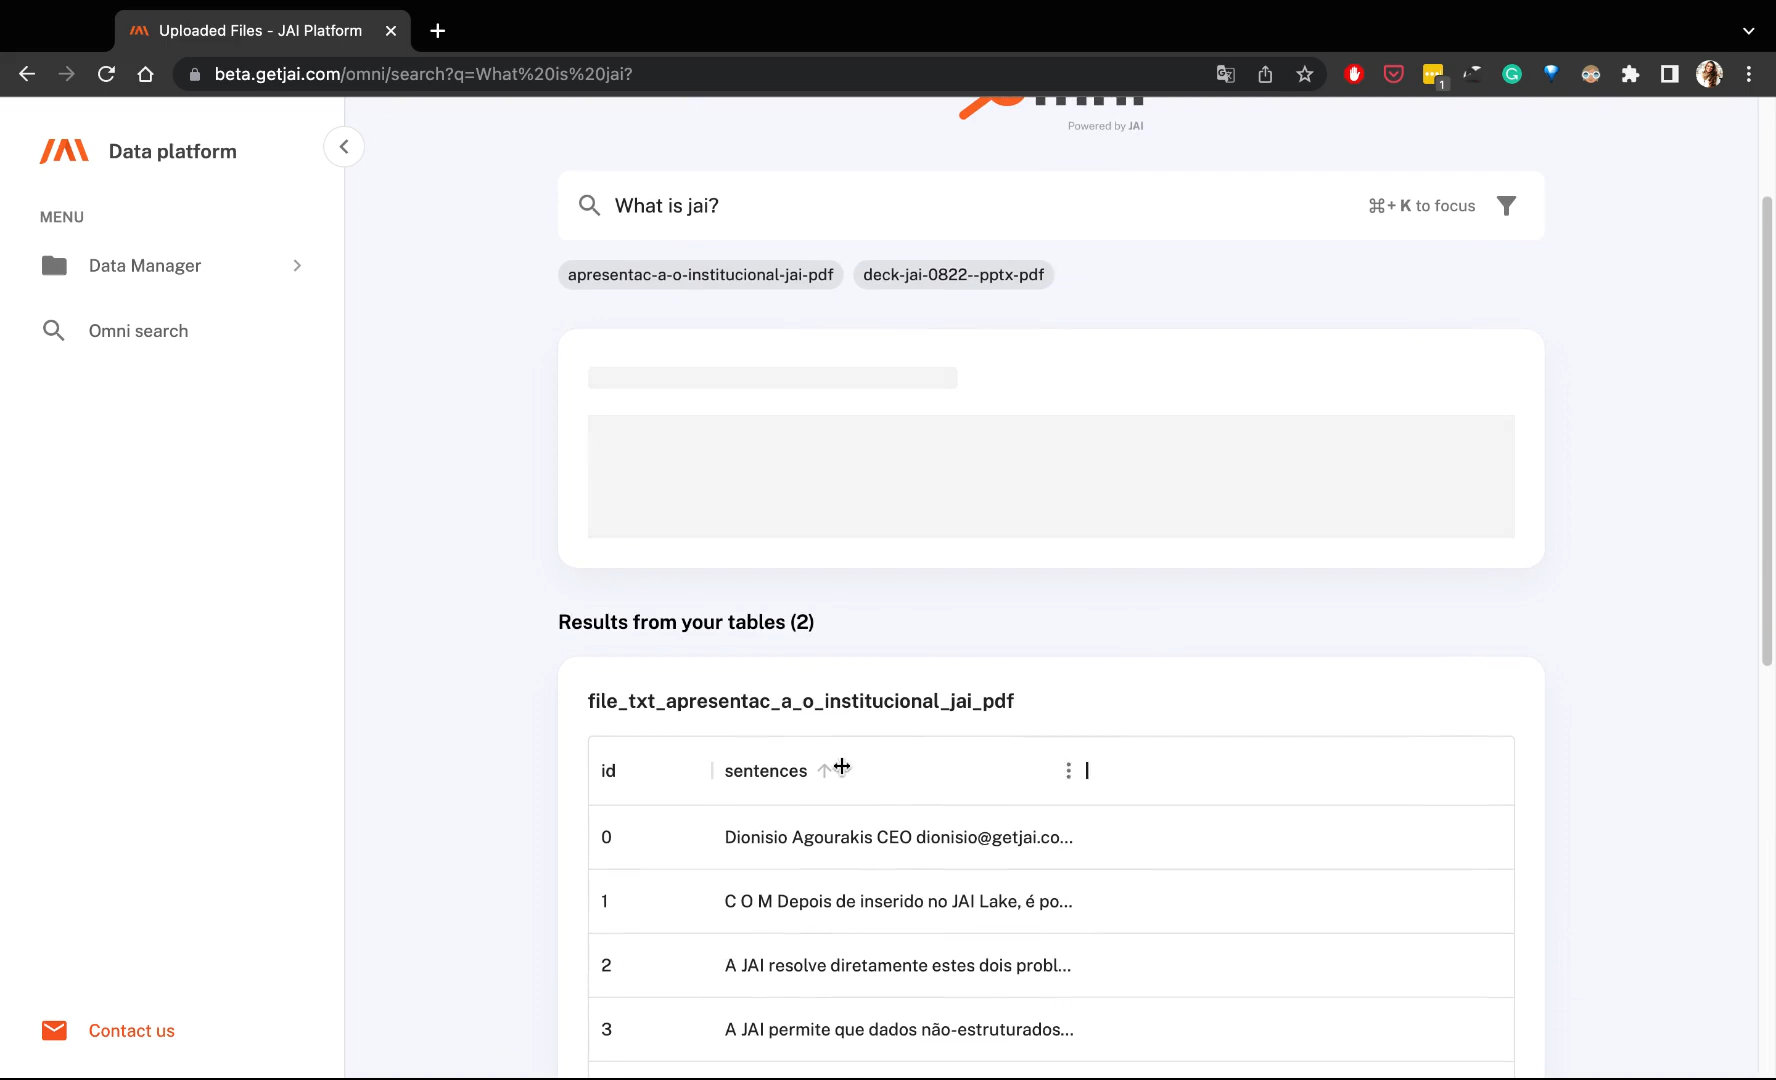 Uploaded Files - JAI Platform
beta.getjai.com/omni/search?q=What%20is%20jai?
1
Data platform
MENU
Data Manager
Omni search
Contact us
Powered by JAI
What is jai?
⌘+ K to focus
apresentac-a-o-institucional-jai-pdf
deck-jai-0822--pptx-pdf
Results from your tables (2)
file_txt_apresentac_a_o_institucional_jai_pdf
id
sentences
0
Dionisio Agourakis CEO dionisio@getjai.co...
1
C O M Depois de inserido no JAI Lake, é po...
2
A JAI resolve diretamente estes dois probl...
3
A JAI permite que dados não-estruturados...